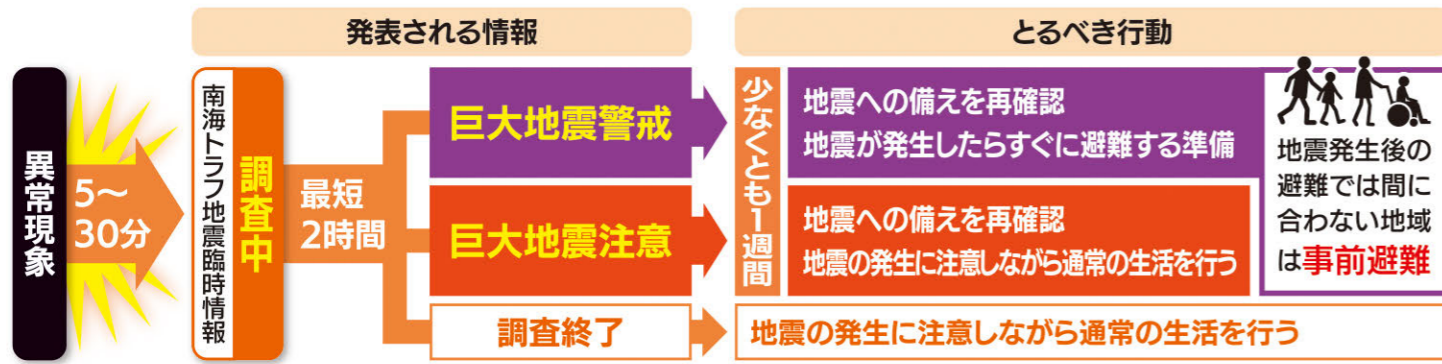 発表される情報
とるべき行動
異常現象
5〜
30分
南海トラフ地震臨時情報
調査中
最短
2時間
巨大地震警戒
巨大地震注意
調査終了
少なくとも1週間
地震への備えを再確認
地震が発生したらすぐに避難する準備
地震への備えを再確認
地震の発生に注意しながら通常の生活を行う
地震発生後の
避難では間に
合わない地域
は事前避難
地震の発生に注意しながら通常の生活を行う